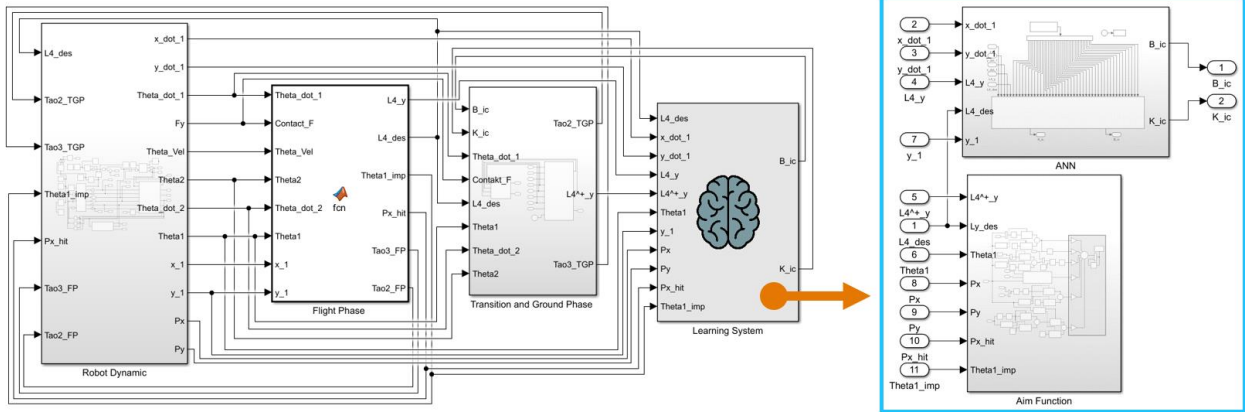 L4_des
Tao2_TGP
Tao3_TGP
Theta1_imp
Px_hit
Tao3_FP
Tao2_FP
x_dot_1
y_dot_1
Theta_dot_1
Fy
Theta_Vel
Theta2
Theta_dot_2
Theta1
x_1
y_1
Px
Py
Robot Dynamic
Theta_dot_1
Contact_F
Theta_Vel
Theta2
Theta_dot_2
Theta1
x_1
y_1
fcn
L4_y
L4_des
Theta1_imp
Px_hit
Tao3_FP
Tao2_FP
Flight Phase
B_ic
K_ic
Theta_dot_1
Contakt_F
L4_des
Theta1
Theta_dot_2
Theta2
Tao2_TGP
L4^+_y
Tao3_TGP
Transition and Ground Phase
L4_des
x_dot_1
y_dot_1
L4_y
L4^+_y
Theta1
y_1
Px
Py
Px_hit
Theta1_imp
B_ic
K_ic
Learning System
2
x_dot_1
3
y_dot_1
4
L4_y
7
y_1
x_dot_1
y_dot_1
L4_y
L4_des
y_1
B_ic
K_ic
1
B_ic
2
K_ic
ANN
5
L4^+_y
1
L4_des
6
Theta1
8
Px
9
Py
10
Px_hit
11
Theta1_imp
L4^+_y
Ly_des
Theta1
Px
Py
Px_hit
Theta1_imp
Aim Function